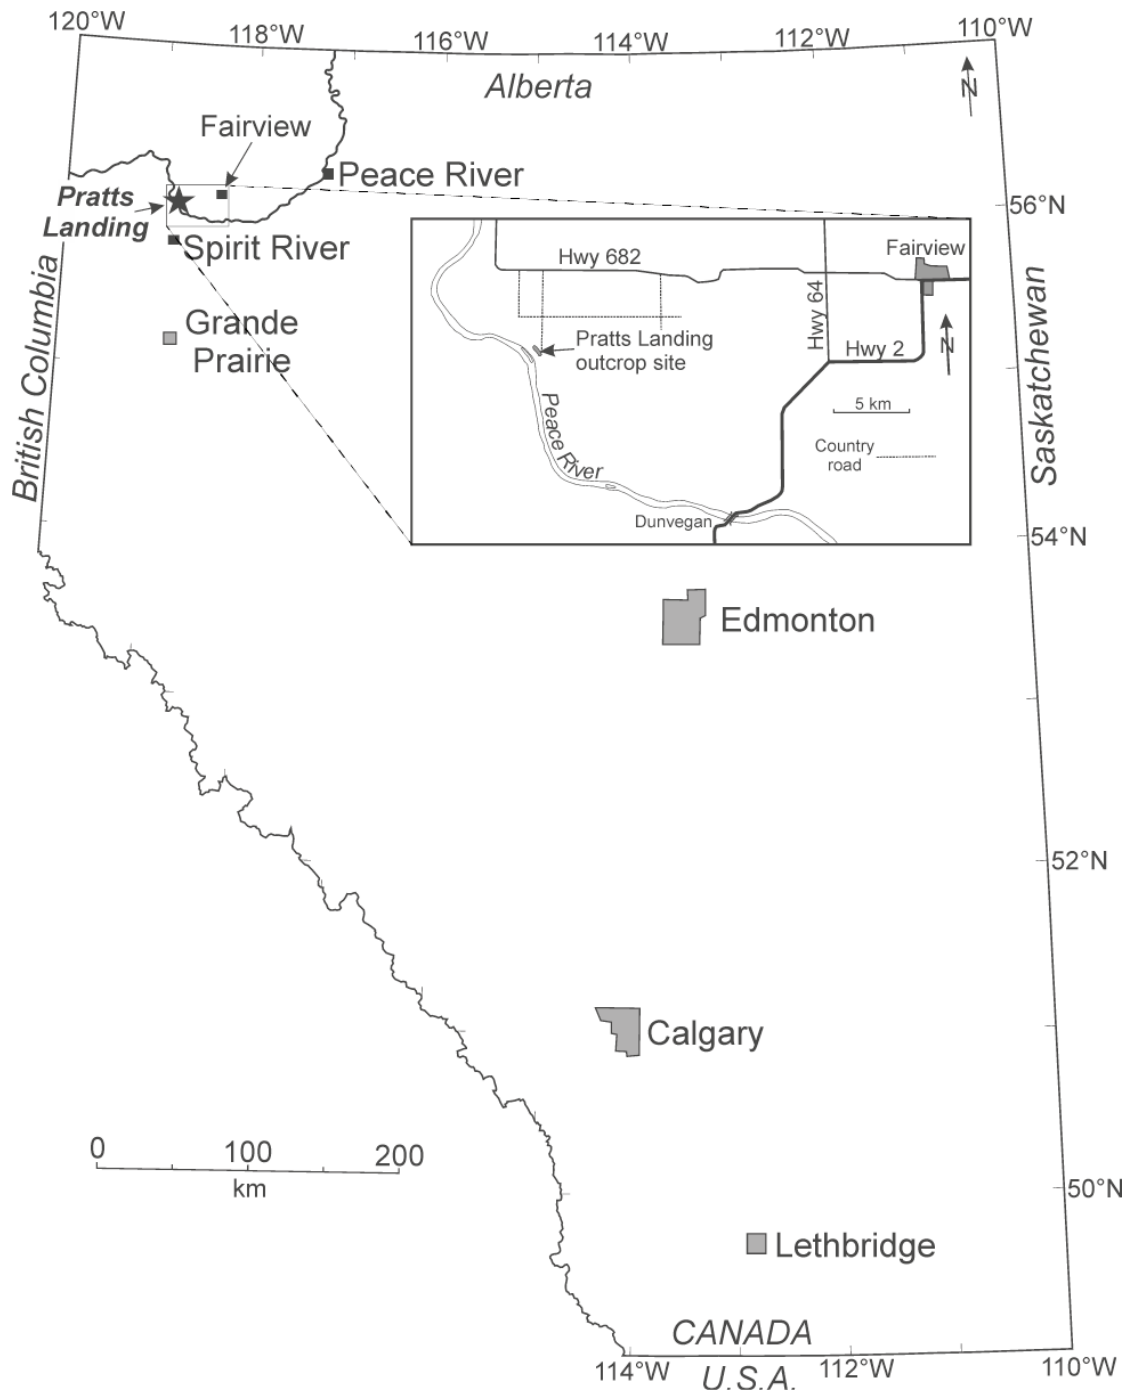 120°W
118°W
116°W
114°W
112°W
110°W
Alberta
N
Fairview
Peace River
Pratts
Landing
56°N
Spirit River
Fairview
Hwy 682
Hwy 64
Pratts Landing
outcrop site
Hwy 2
N
5 km
Peace River
Country
road
Dunvegan
British Columbia
Saskatchewan
Grande
Prairie
54°N
Edmonton
52°N
Calgary
0 100 200
km
50°N
Lethbridge
CANADA
114°W
U.S.A.
112°W
110°W